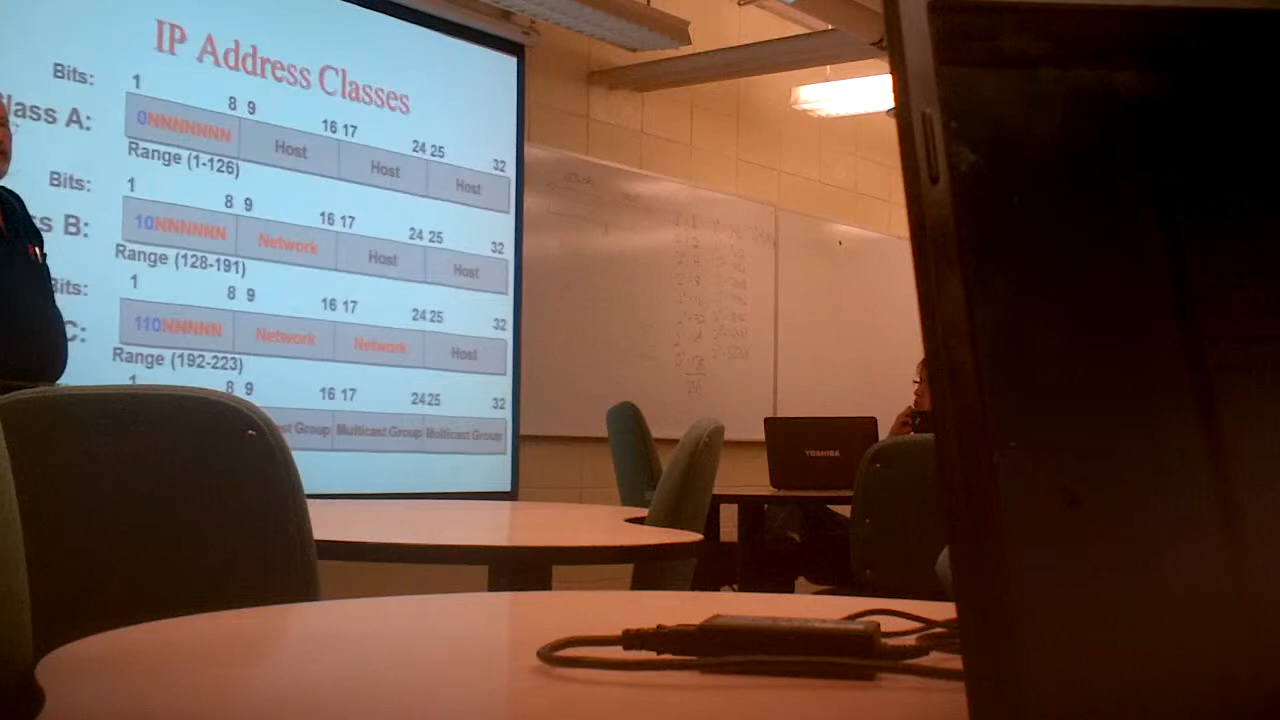 IP Address Classes
Bits: 1 8 9 16 17 24 25 32
lass A: 0NNNNNNN Host Host Host
Range (1-126)
Bits: 1 8 9 16 17 24 25 32
s B: 10NNNNNN Network Host Host
Range (128-191)
Bits: 1 8 9 16 17 24 25 32
C: 110NNNNN Network Network Host
Range (192-223)
1 8 9 16 17 24 25 32
st Group Multicast Group Multicast Group
TOSHIBA